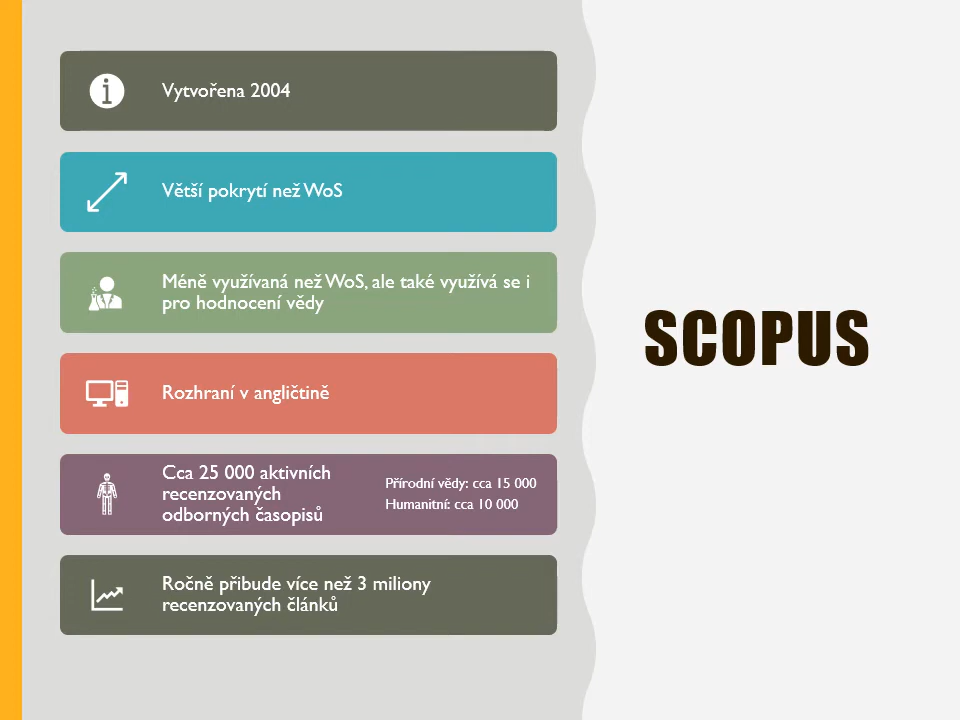 Vytvořena 2004
Větší pokrytí než WoS
Méně využívaná než WoS, ale také využívá se i
pro hodnocení vědy
Rozhraní v angličtině
Cca 25 000 aktivních
recenzovaných
odborných časopisů
Přírodní vědy: cca 15 000
Humanitní: cca 10 000
Ročně přibude více než 3 miliony
recenzovaných článků
SCOPUS